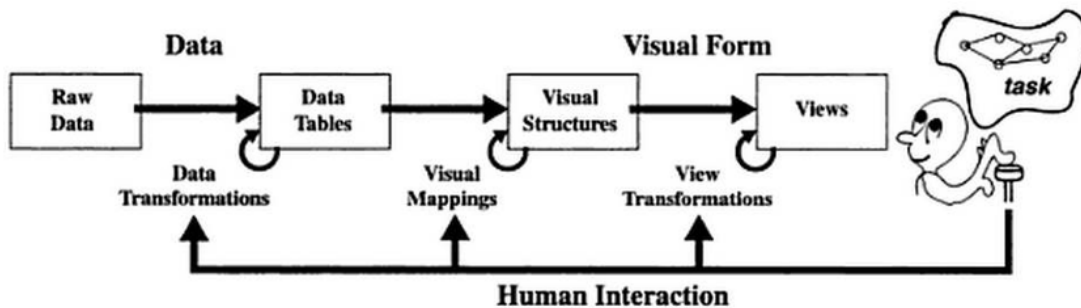 Data
Visual Form
task
Raw
Data
Data
Tables
Visual
Structures
Views
Data
Transformations
Visual
Mappings
View
Transformations
Human Interaction